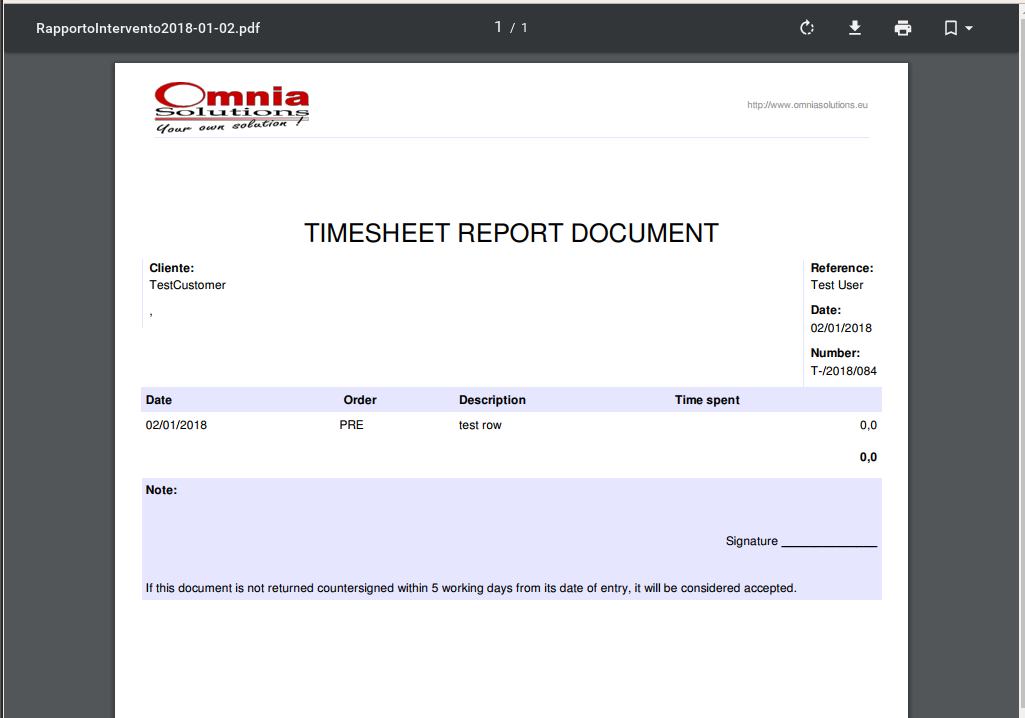 RapportoIntervento2018-01-02.pdf 1 / 1
Omnia
Solutions
Your own solution !
http://www.omniasolutions.eu
TIMESHEET REPORT DOCUMENT
Cliente:
TestCustomer
,
Reference:
Test User
Date:
02/01/2018
Number:
T-/2018/084
Date Order Description Time spent
02/01/2018 PRE test row 0,0
0,0
Note:
Signature ______________
If this document is not returned countersigned within 5 working days from its date of entry, it will be considered accepted.